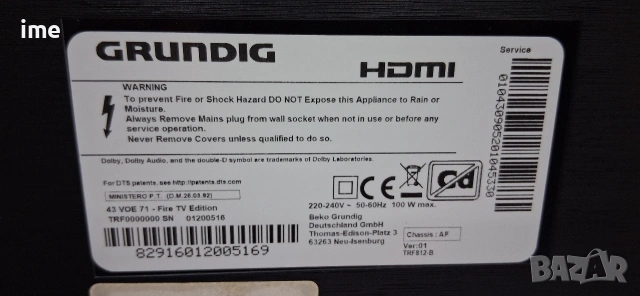 ime
GRUNDIG
HDMI
Service
WARNING
To prevent Fire or Shock Hazard DO NOT Expose this Appliance to Rain or
Moisture.
Always Remove Mains plug from wall socket when not in use or before any
service operation.
Never Remove Covers unless qualified to do so.
Dolby, Dolby Audio, and the double-D symbol are trademarks of Dolby Laboratories.
For DTS patents, see http://patents.dts.com
MINISTERO P.T. (D.M.26.03.92)
43 VOE 71 - Fire TV Edition
TRF0000000 SN 01200518
82916012005169
CE
Cd
220-240V ~ 50-60Hz 100 W max.
Beko Grundig
Deutschland GmbH
Thomas-Edison-Platz 3
63263 Neu-Isenburg
Chassis : AF
Ver:01
TRF812-B
010430905201045330
BAZAR